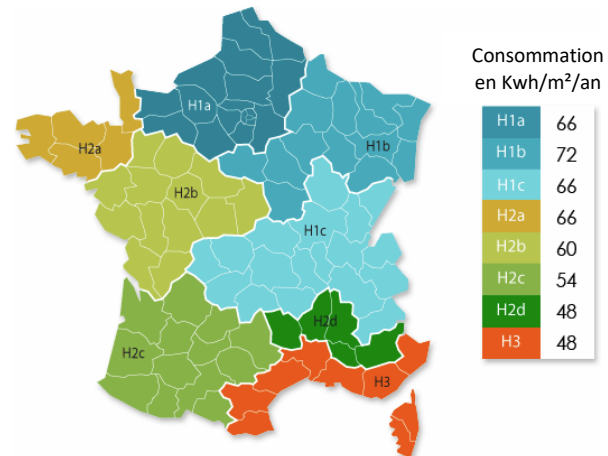 Consommation
en Kwh/m²/an
H1a 66
H1b 72
H1c 66
H2a 66
H2b 60
H2c 54
H2d 48
H3 48
H1a
H1b
H2a
H2b
H1c
H2d
H2c
H3